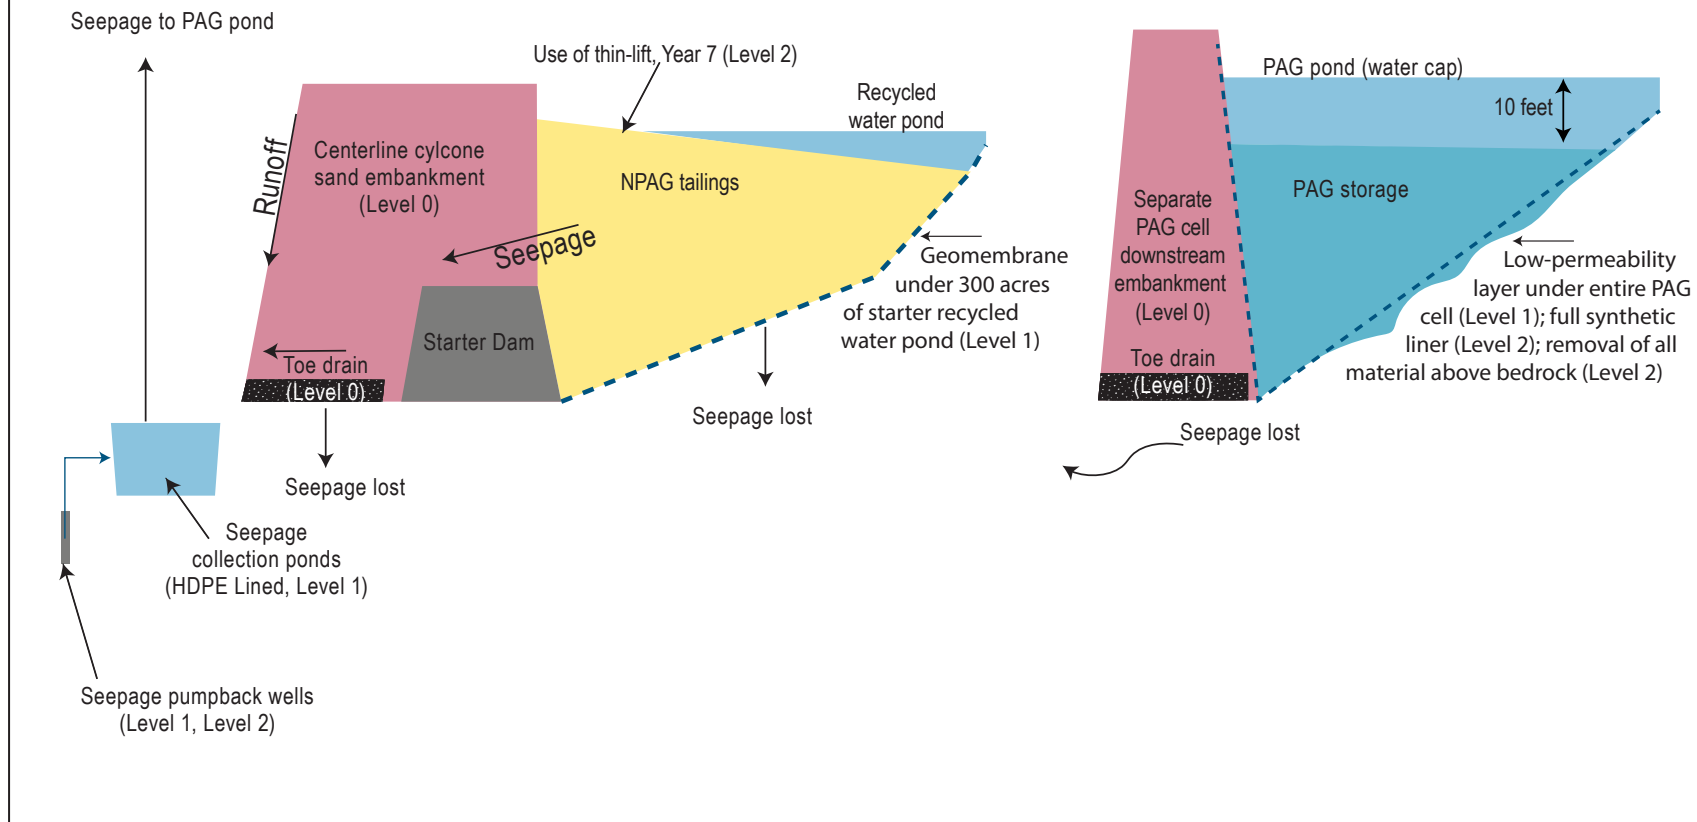 Seepage to PAG pond
Use of thin-lift, Year 7 (Level 2)
Recycled
water pond
Runoff
Centerline cylcone
sand embankment
(Level 0)
NPAG tailings
Seepage
Geomembrane
under 300 acres
of starter recycled
water pond (Level 1)
Starter Dam
Toe drain
(Level 0)
Seepage lost
Seepage lost
Seepage
collection ponds
(HDPE Lined, Level 1)
Seepage pumpback wells
(Level 1, Level 2)
PAG pond (water cap)
10 feet
PAG storage
Separate
PAG cell
downstream
embankment
(Level 0)
Low-permeability
layer under entire PAG
cell (Level 1); full synthetic
liner (Level 2); removal of all
material above bedrock (Level 2)
Toe drain
(Level 0)
Seepage lost